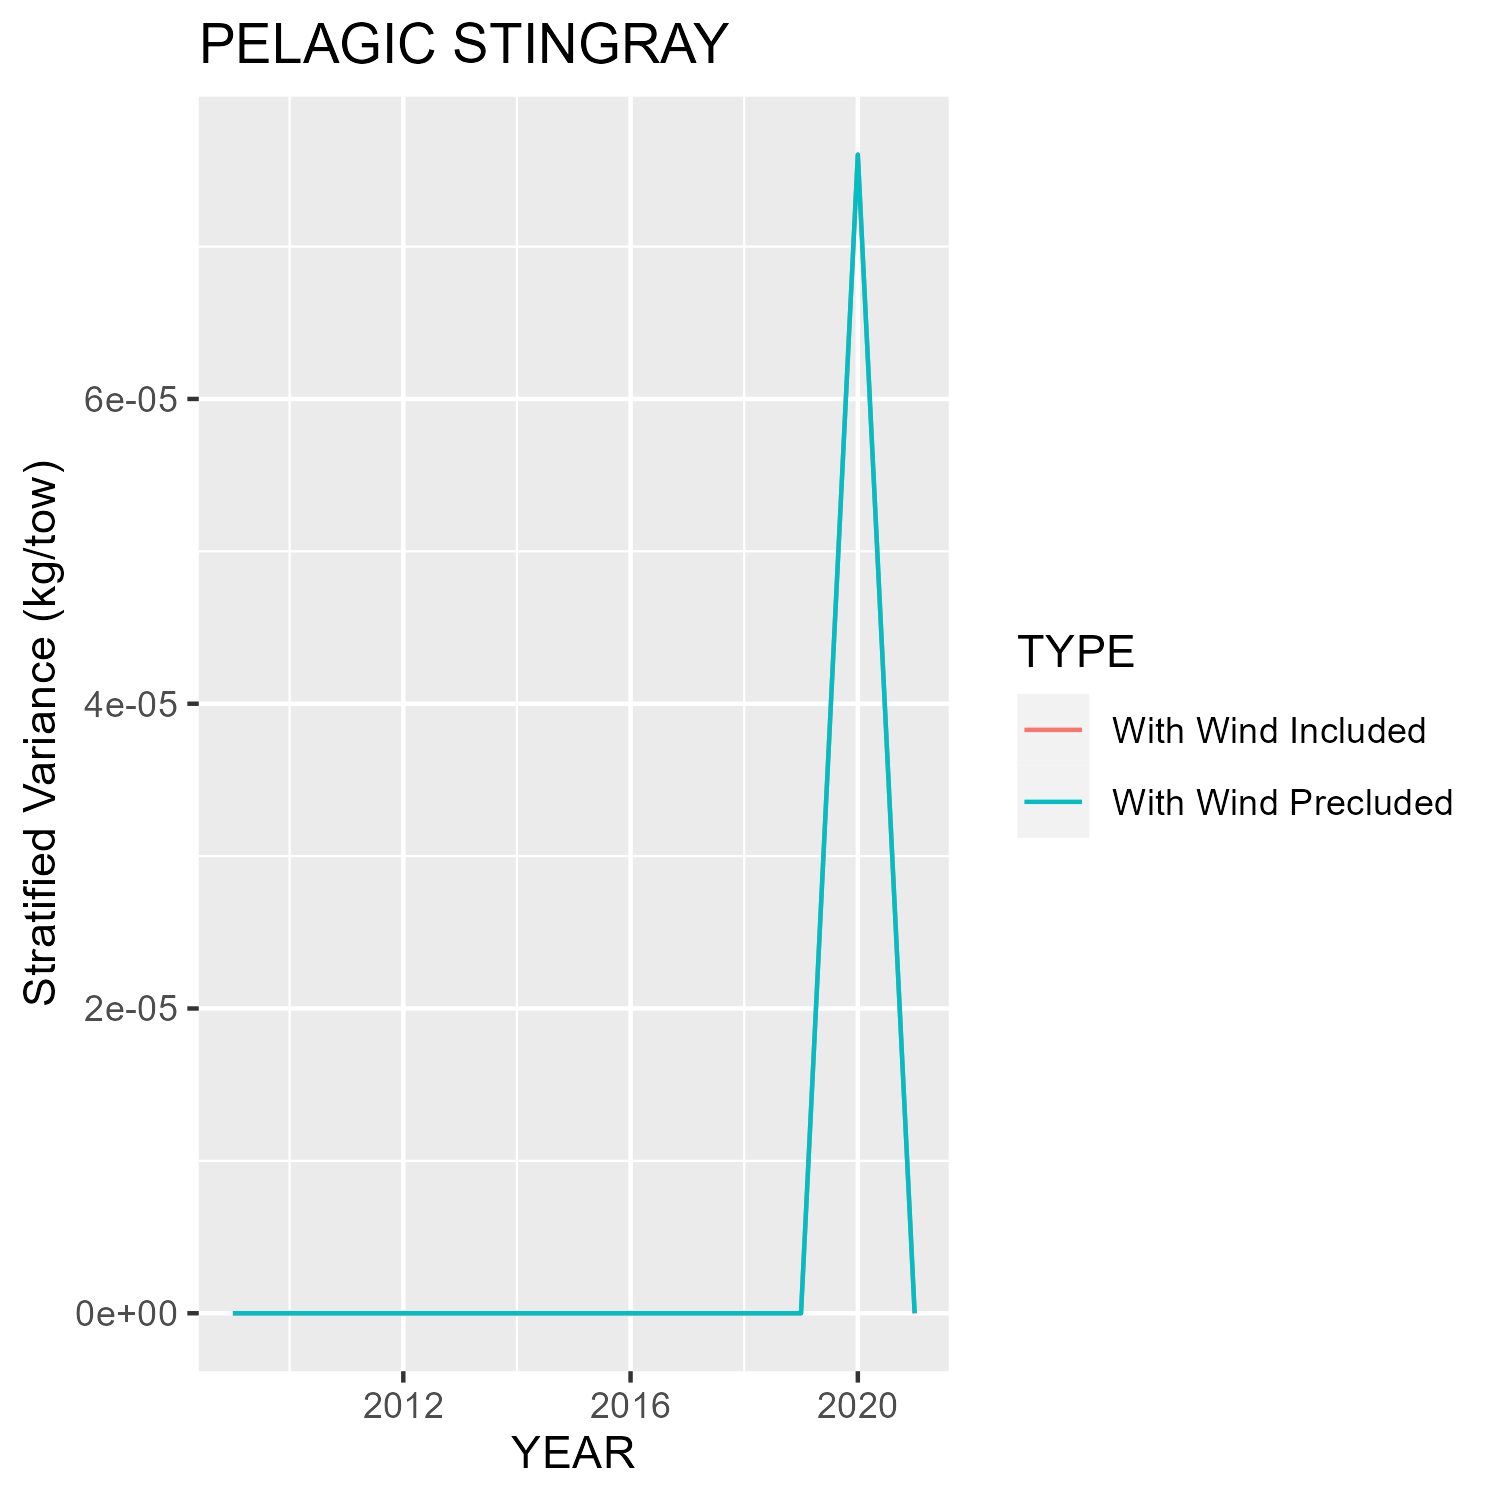 PELAGIC STINGRAY
Stratified Variance (kg/tow)
6e-05
4e-05
2e-05
0e+00
2012
2016
2020
YEAR
TYPE
With Wind Included
With Wind Precluded